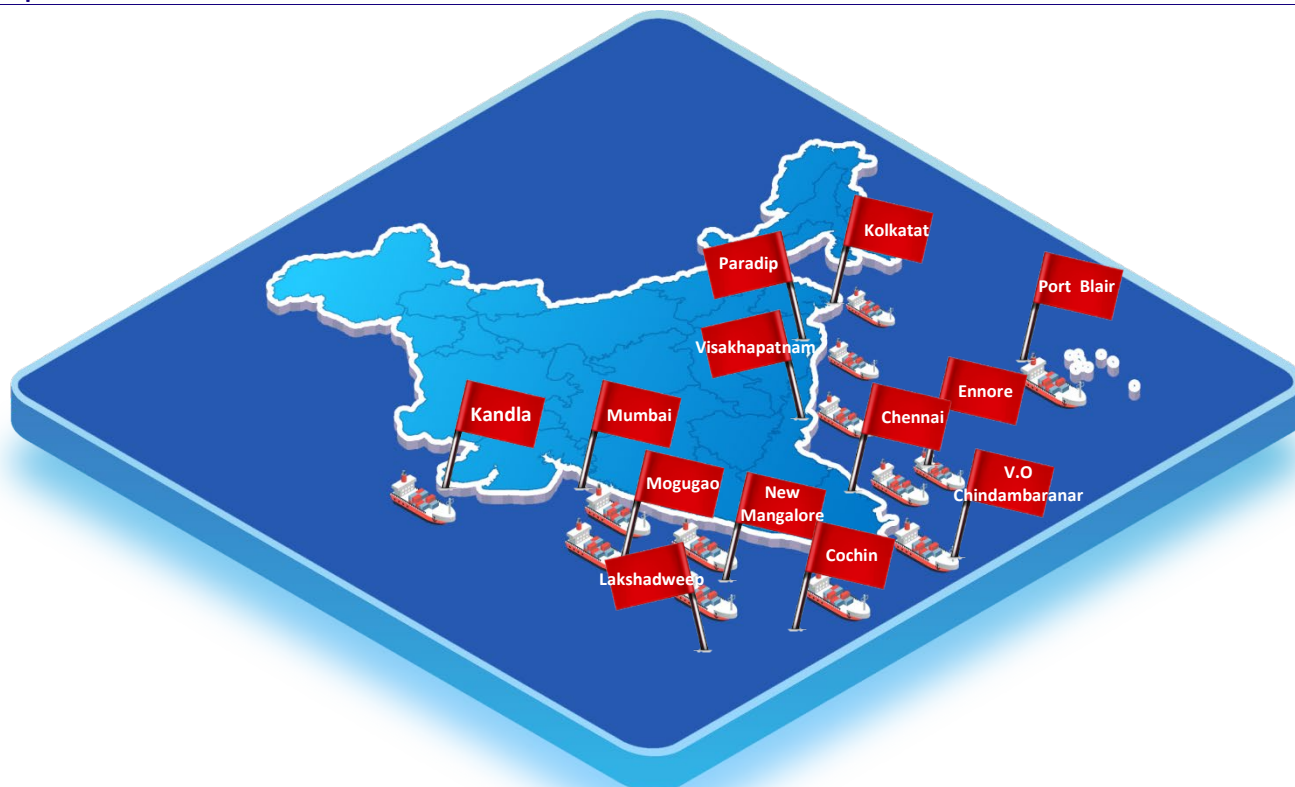 Kolkatat
Paradip
Port Blair
Visakhapatnam
Ennore
Chennai
Kandla
Mumbai
V.O
Chindambaranar
Mogugao
New
Mangalore
Cochin
Lakshadweep